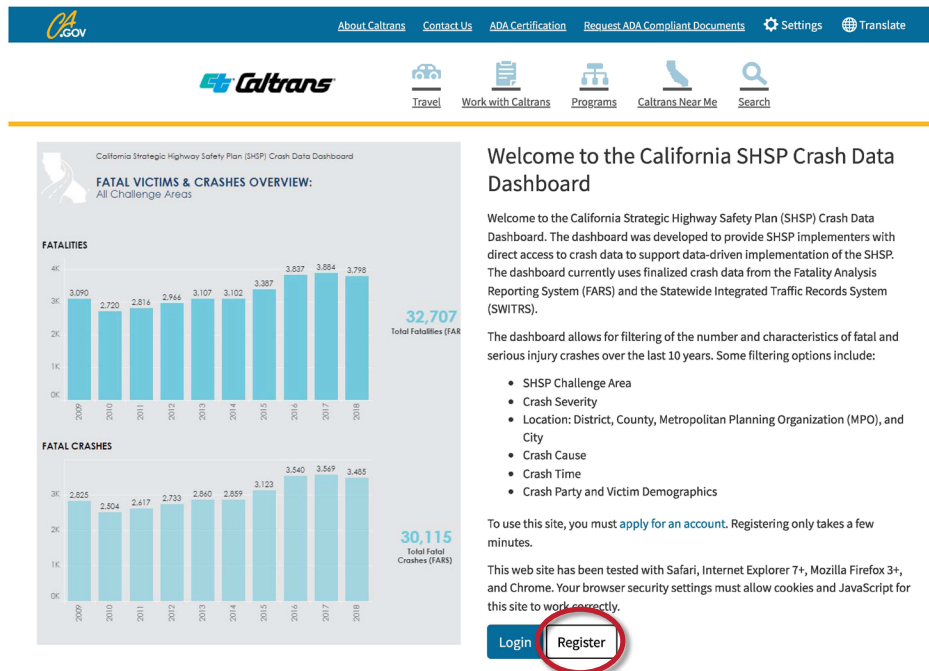 CA.GOV
About Caltrans Contact Us ADA Certification Request ADA Compliant Documents Settings Translate
Caltrans
Travel Work with Caltrans Programs Caltrans Near Me Search
California Strategic Highway Safety Plan (SHSP) Crash Data Dashboard
FATAL VICTIMS & CRASHES OVERVIEW:
All Challenge Areas
FATALITIES
4K
3K
2K
1K
0K
3,090 2,720 2,816 2,966 3,107 3,102 3,387 3,837 3,884 3,798
2009 2010 2011 2012 2013 2014 2015 2016 2017 2018
32,707
Total Fatalities (FAR
FATAL CRASHES
3K
2K
1K
0K
2,825 2,504 2,617 2,733 2,860 2,859 3,123 3,540 3,569 3,485
2009 2010 2011 2012 2013 2014 2015 2016 2017 2018
30,115
Total Fatal
Crashes (FARS)
Welcome to the California SHSP Crash Data
Dashboard
Welcome to the California Strategic Highway Safety Plan (SHSP) Crash Data
Dashboard. The dashboard was developed to provide SHSP implementers with
direct access to crash data to support data-driven implementation of the SHSP.
The dashboard currently uses finalized crash data from the Fatality Analysis
Reporting System (FARS) and the Statewide Integrated Traffic Records System
(SWITRS).
The dashboard allows for filtering of the number and characteristics of fatal and
serious injury crashes over the last 10 years. Some filtering options include:
• SHSP Challenge Area
• Crash Severity
• Location: District, County, Metropolitan Planning Organization (MPO), and
City
• Crash Cause
• Crash Time
• Crash Party and Victim Demographics
To use this site, you must apply for an account. Registering only takes a few
minutes.
This web site has been tested with Safari, Internet Explorer 7+, Mozilla Firefox 3+,
and Chrome. Your browser security settings must allow cookies and JavaScript for
this site to work correctly.
Login Register